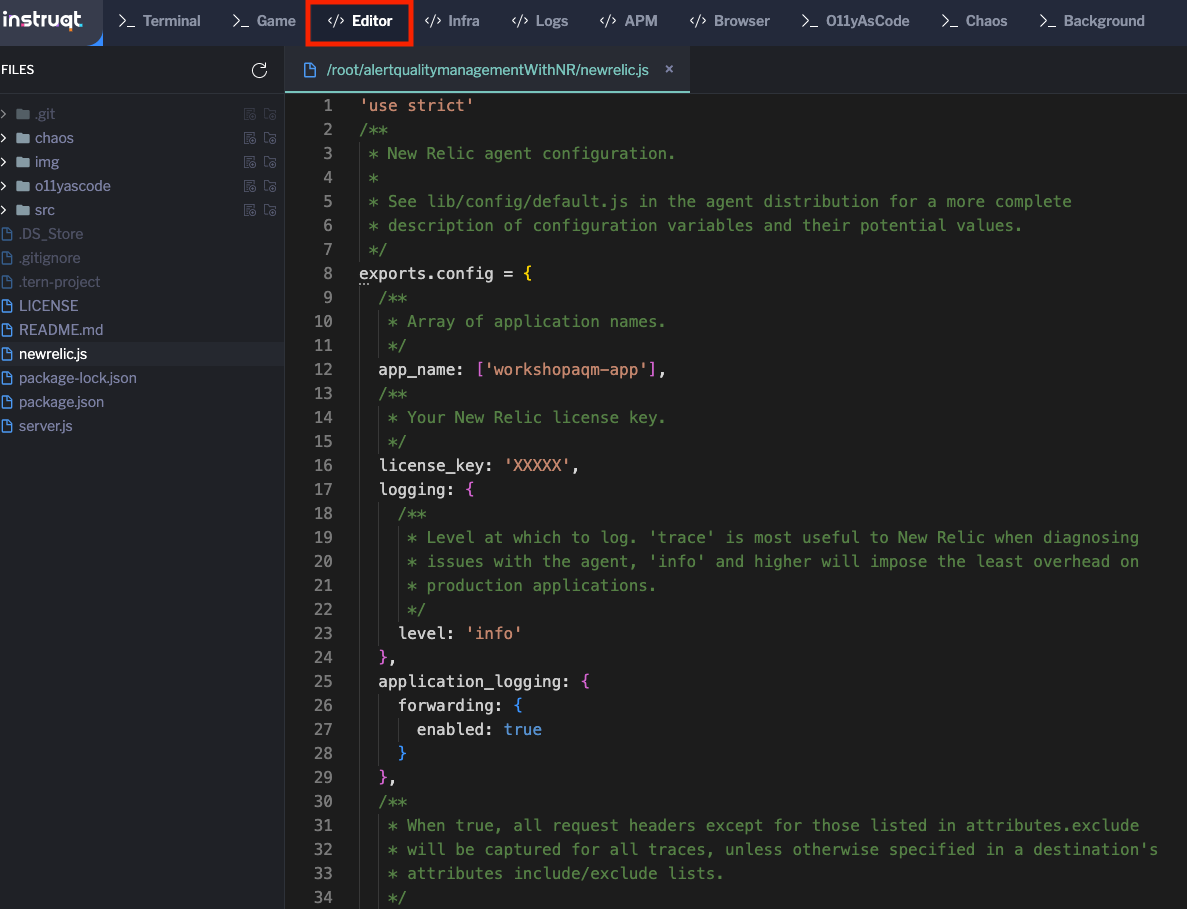 instruqt.
>_ Terminal
>_ Game
</> Editor
</> Infra
</> Logs
</> APM
</> Browser
>_ O11yAsCode
>_ Chaos
>_ Background
FILES
.git
chaos
img
o11yascode
src
.DS_Store
.gitignore
.tern-project
LICENSE
README.md
newrelic.js
package-lock.json
package.json
server.js
/root/alertqualitymanagementWithNR/newrelic.js ×
1 'use strict'
2 /**
3 * New Relic agent configuration.
4 *
5 * See lib/config/default.js in the agent distribution for a more complete
6 * description of configuration variables and their potential values.
7 */
8 exports.config = {
9 /**
10 * Array of application names.
11 */
12 app_name: ['workshopaqm-app'],
13 /**
14 * Your New Relic license key.
15 */
16 license_key: 'XXXXX',
17 logging: {
18 /**
19 * Level at which to log. 'trace' is most useful to New Relic when diagnosing
20 * issues with the agent, 'info' and higher will impose the least overhead on
21 * production applications.
22 */
23 level: 'info'
24 },
25 application_logging: {
26 forwarding: {
27 enabled: true
28 }
29 },
30 /**
31 * When true, all request headers except for those listed in attributes.exclude
32 * will be captured for all traces, unless otherwise specified in a destination's
33 * attributes include/exclude lists.
34 */